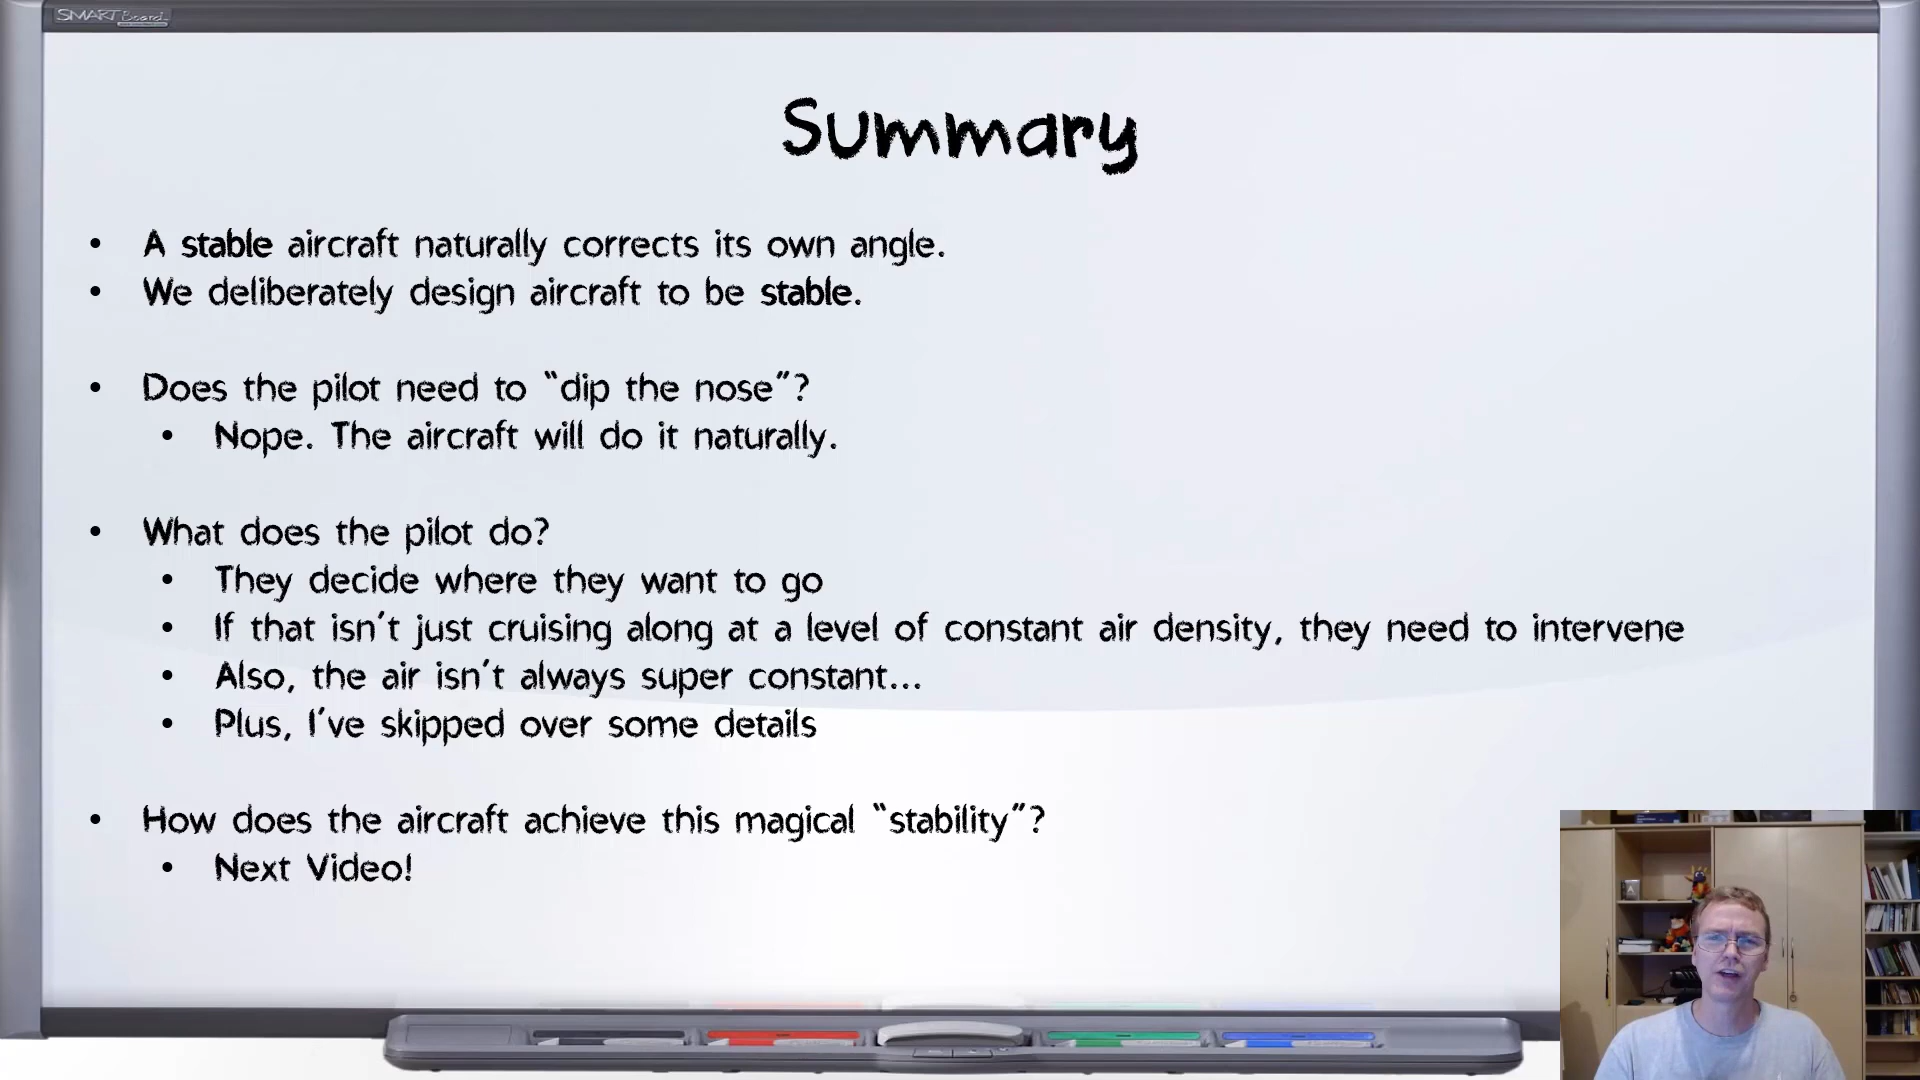 SMART Board
Summary
• A stable aircraft naturally corrects its own angle.
• We deliberately design aircraft to be stable.
• Does the pilot need to “dip the nose”?
• Nope. The aircraft will do it naturally.
• What does the pilot do?
• They decide where they want to go
• If that isn’t just cruising along at a level of constant air density, they need to intervene
• Also, the air isn’t always super constant...
• Plus, I’ve skipped over some details
• How does the aircraft achieve this magical “stability”?
• Next Video!